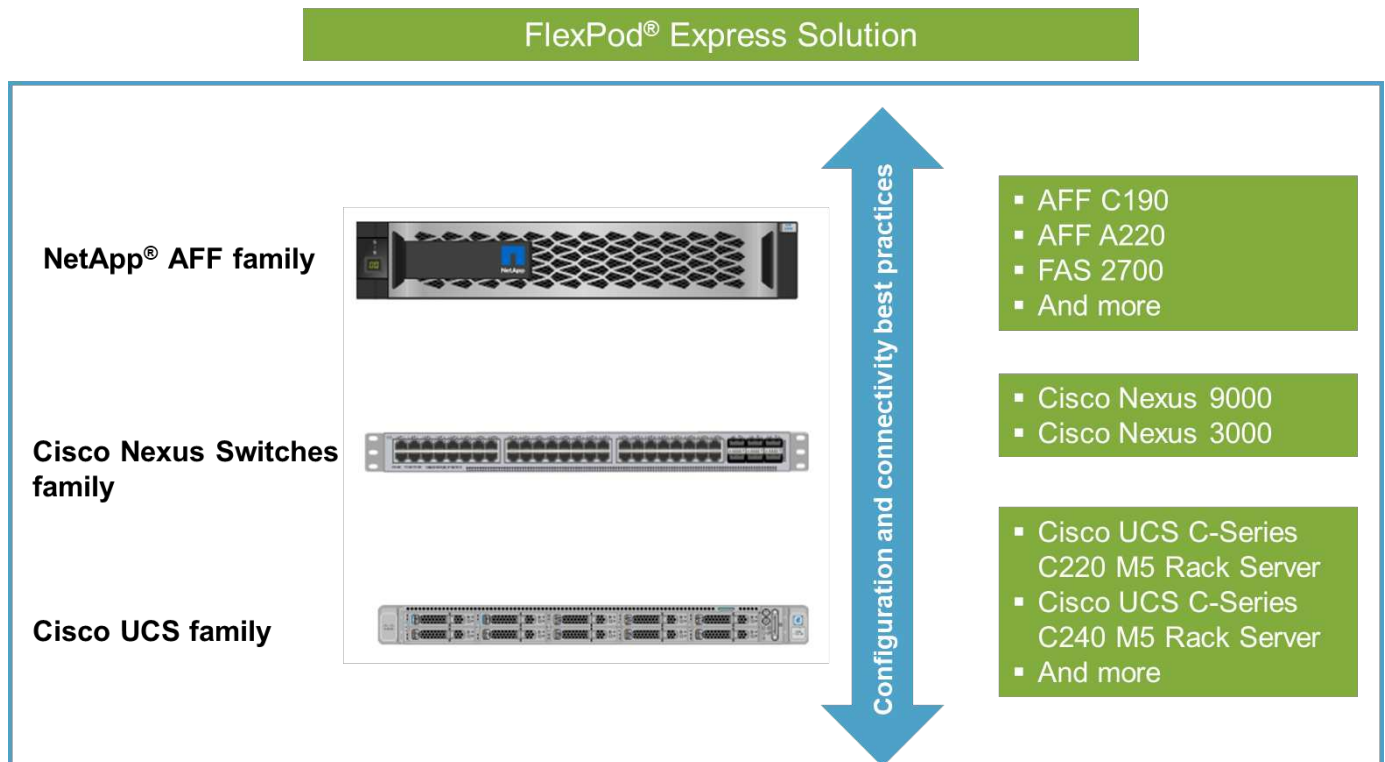 FlexPod® Express Solution
NetApp® AFF family
NetApp
Configuration and connectivity best practices
▪ AFF C190
▪ AFF A220
▪ FAS 2700
▪ And more
Cisco Nexus Switches
family
▪ Cisco Nexus 9000
▪ Cisco Nexus 3000
Cisco UCS family
▪ Cisco UCS C-Series
C220 M5 Rack Server
▪ Cisco UCS C-Series
C240 M5 Rack Server
▪ And more